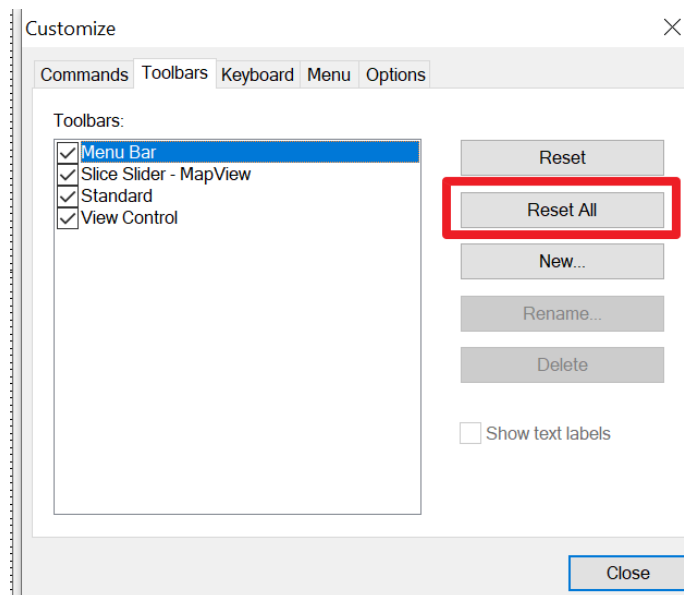 Customize
Commands Toolbars Keyboard Menu Options
Toolbars:
Menu Bar
Slice Slider - MapView
Standard
View Control
Reset
Reset All
New...
Rename...
Delete
Show text labels
Close